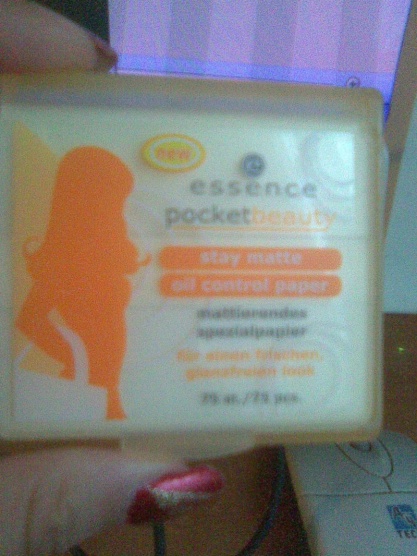 new
essence
pocketbeauty
stay matte
oil control paper
mattierendes
spezialpapier
für einen frischen,
glanzfreien look
75 st./75 pcs.